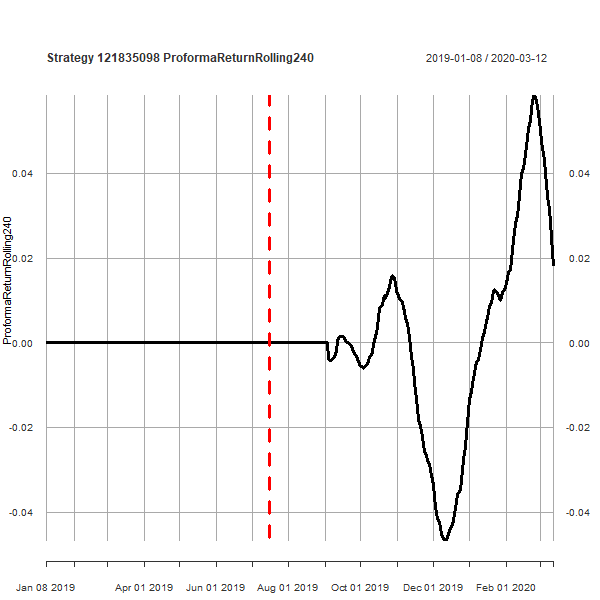 Strategy 121835098 ProformaReturnRolling240
2019-01-08 / 2020-03-12
ProformaReturnRolling240
0.04
0.02
0.00
-0.02
-0.04
0.04
0.02
0.00
-0.02
-0.04
Jan 08 2019
Apr 01 2019
Jun 01 2019
Aug 01 2019
Oct 01 2019
Dec 01 2019
Feb 01 2020